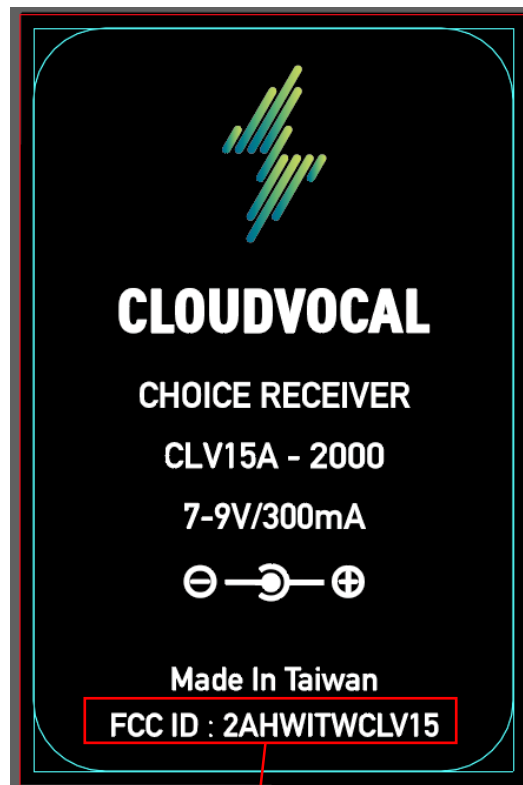 CLOUDVOCAL
CHOICE RECEIVER
CLV15A - 2000
7-9V/300mA
Made In Taiwan
FCC ID : 2AHWITWCLV15